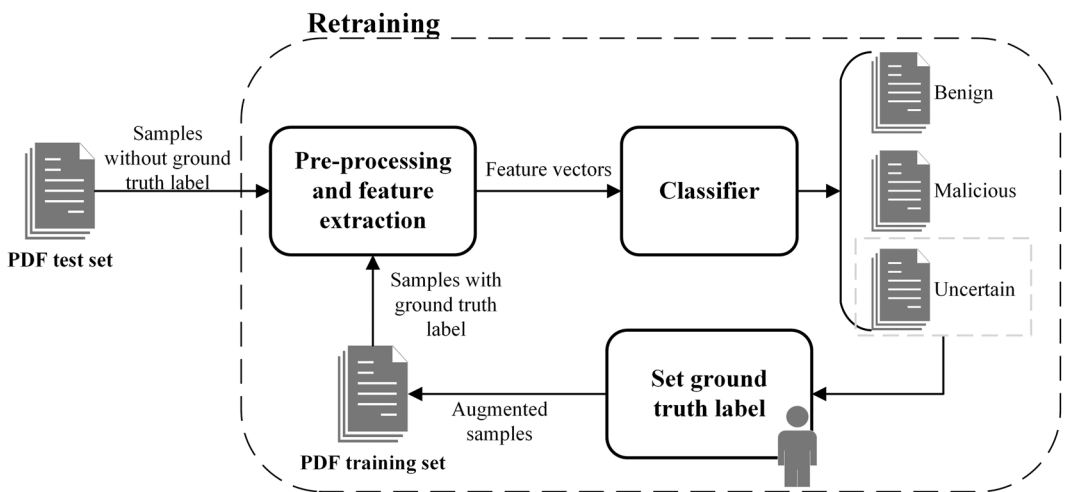 Retraining
Samples
without ground
truth label
PDF test set
Pre-processing
and feature
extraction
Feature vectors
Classifier
Benign
Malicious
Uncertain
Samples with
ground truth
label
Set ground
truth label
Augmented
samples
PDF training set